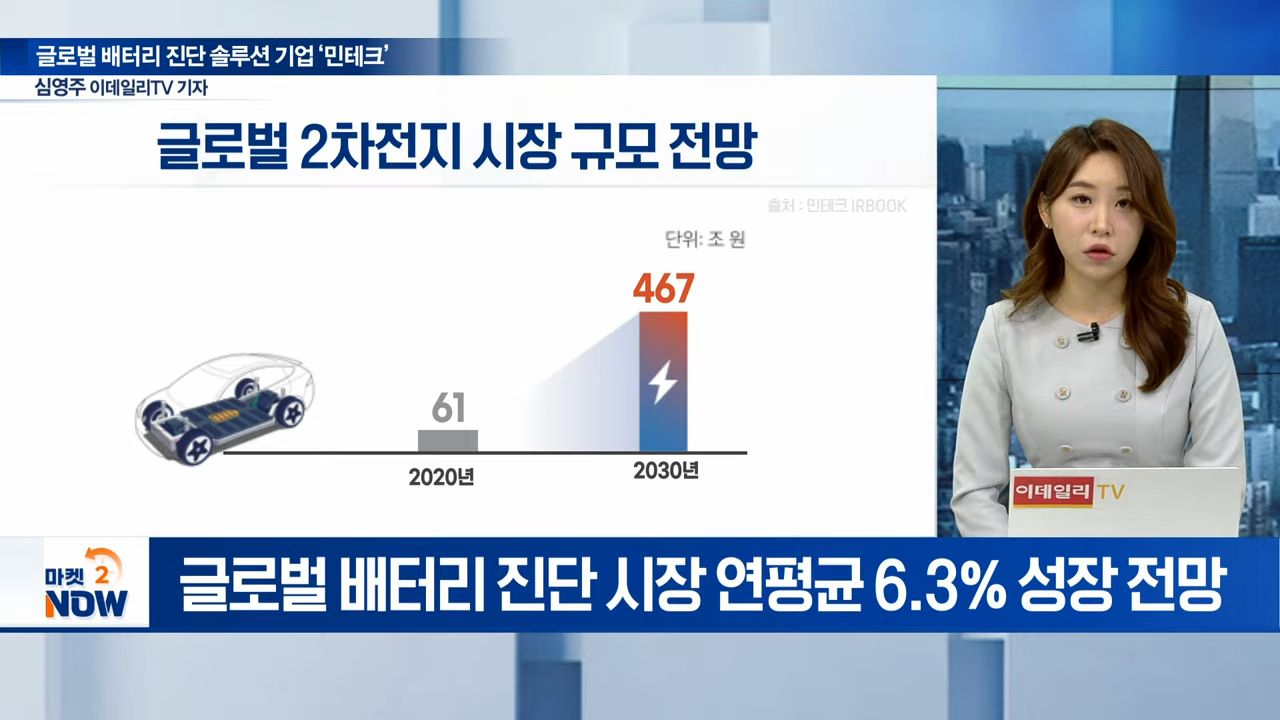 글로벌 배터리 진단 솔루션 기업 ‘민테크’
심영주 이데일리TV 기자
글로벌 2차전지 시장 규모 전망
출처 : 민테크 IRBOOK
단위: 조 원
467
61
2020년
2030년
이데일리 TV
마켓 2
NOW
글로벌 배터리 진단 시장 연평균 6.3% 성장 전망